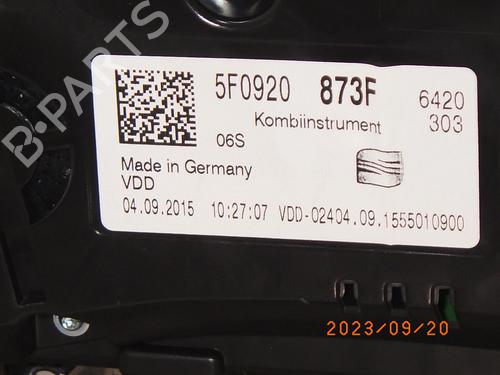 B-PARTS
5F0920 873F 6420
Kombiinstrument 303
06S
Made in Germany
VDD
04.09.2015 10:27:07 VDD-02404.09.1555010900
2023/09/20